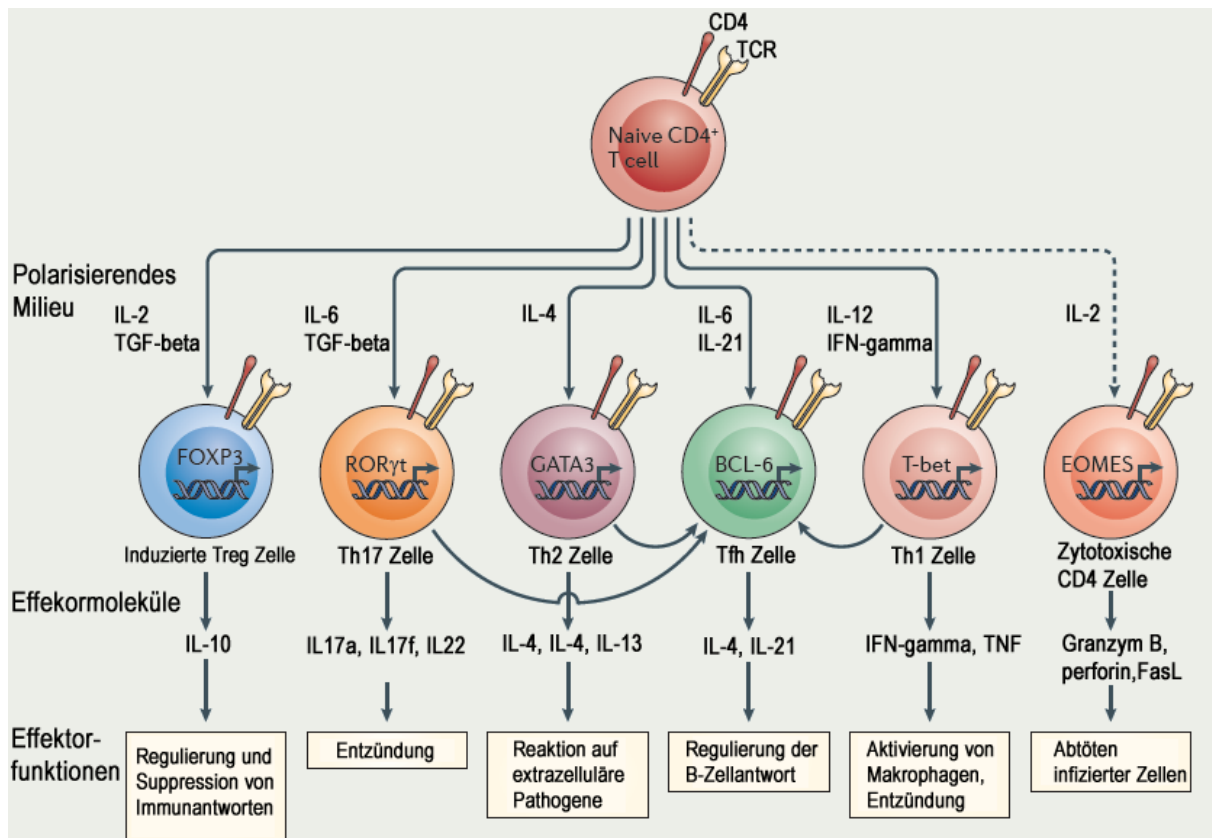 CD4
TCR
Naive CD4⁺
T cell
Polarisierendes
Milieu
IL-2
TGF-beta
IL-6
TGF-beta
IL-4
IL-6
IL-21
IL-12
IFN-gamma
IL-2
FOXP3
RORγt
GATA3
BCL-6
T-bet
EOMES
Induzierte Treg Zelle
Th17 Zelle
Th2 Zelle
Tfh Zelle
Th1 Zelle
Zytotoxische
CD4 Zelle
Effekormoleküle
IL-10
IL17a, IL17f, IL22
IL-4, IL-4, IL-13
IL-4, IL-21
IFN-gamma, TNF
Granzym B,
perforin,FasL
Effektor-
funktionen
Regulierung und
Suppression von
Immunantworten
Entzündung
Reaktion auf
extrazelluläre
Pathogene
Regulierung der
B-Zellantwort
Aktivierung von
Makrophagen,
Entzündung
Abtöten
infizierter Zellen